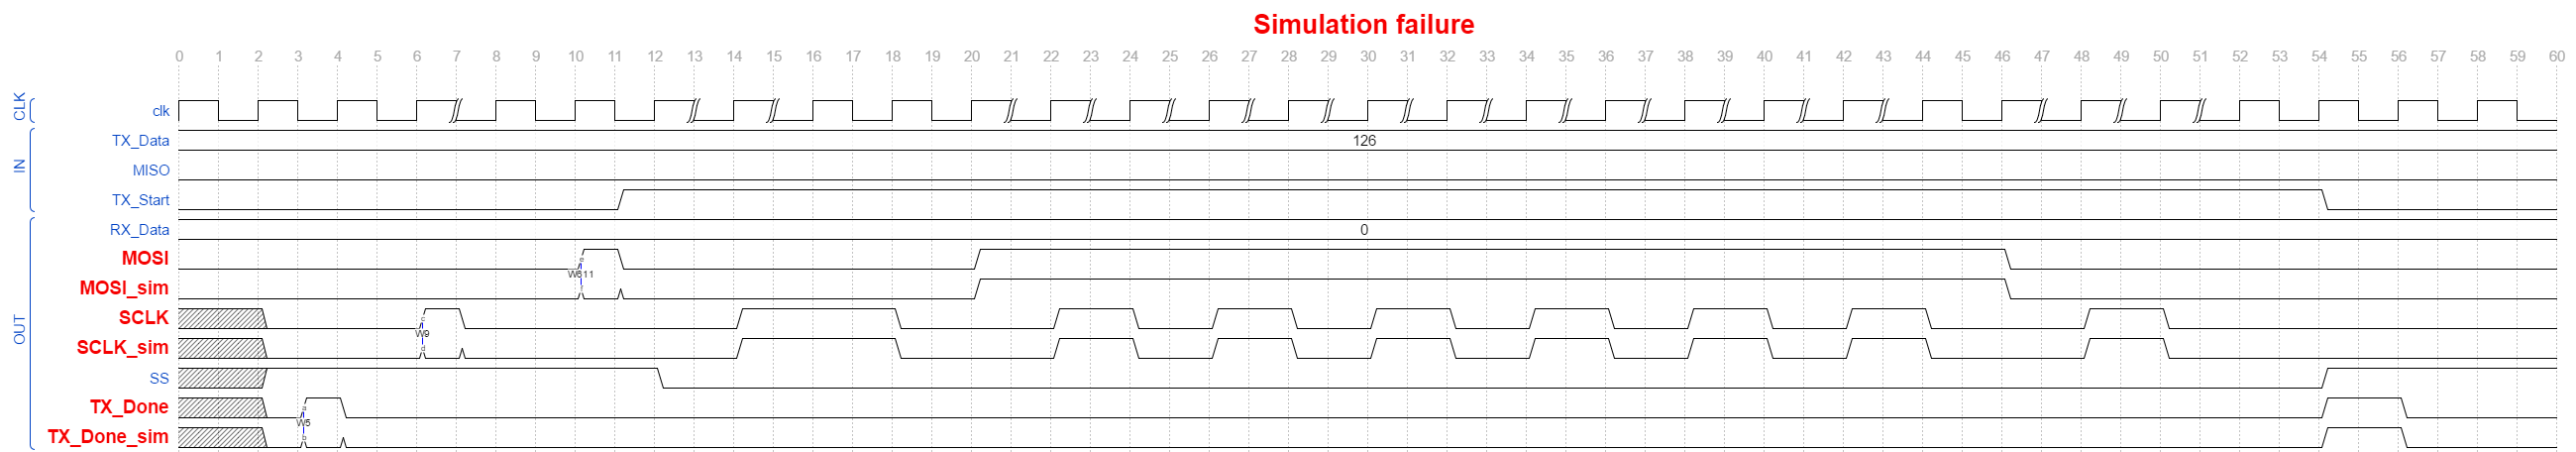 Simulation failure
0 1 2 3 4 5 6 7 8 9 10 11 12 13 14 15 16 17 18 19 20 21 22 23 24 25 26 27 28 29 30 31 32 33 34 35 36 37 38 39 40 41 42 43 44 45 46 47 48 49 50 51 52 53 54 55 56 57 58 59 60
CLK
clk
IN
TX_Data 126
MISO
TX_Start
OUT
RX_Data 0
MOSI
MOSI_sim
SCLK
W9
SCLK_sim
SS
TX_Done
W5
TX_Done_sim